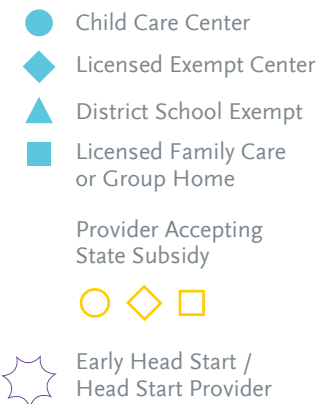 Child Care Center
Licensed Exempt Center
District School Exempt
Licensed Family Care
or Group Home
Provider Accepting
State Subsidy
Early Head Start /
Head Start Provider